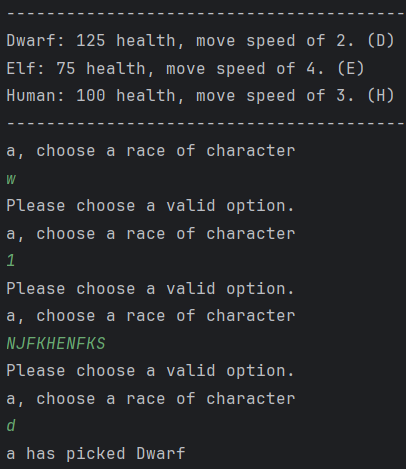 ----------------------------------------
Dwarf: 125 health, move speed of 2. (D)
Elf: 75 health, move speed of 4. (E)
Human: 100 health, move speed of 3. (H)
----------------------------------------
a, choose a race of character
w
Please choose a valid option.
a, choose a race of character
1
Please choose a valid option.
a, choose a race of character
NJFKHENFKS
Please choose a valid option.
a, choose a race of character
d
a has picked Dwarf